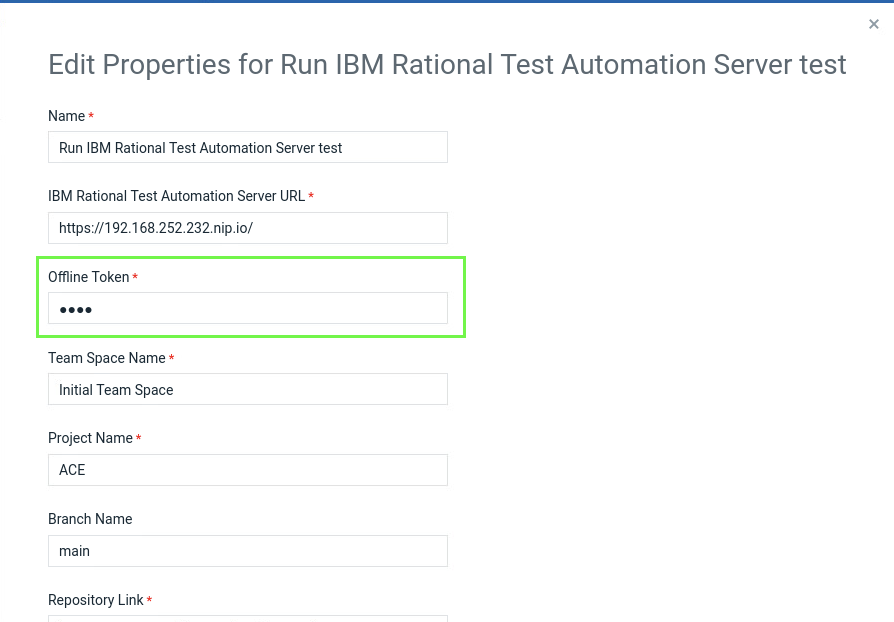 ×
Edit Properties for Run IBM Rational Test Automation Server test
Name *
Run IBM Rational Test Automation Server test
IBM Rational Test Automation Server URL *
https://192.168.252.232.nip.io/
Offline Token *
●●●●
Team Space Name *
Initial Team Space
Project Name *
ACE
Branch Name
main
Repository Link *